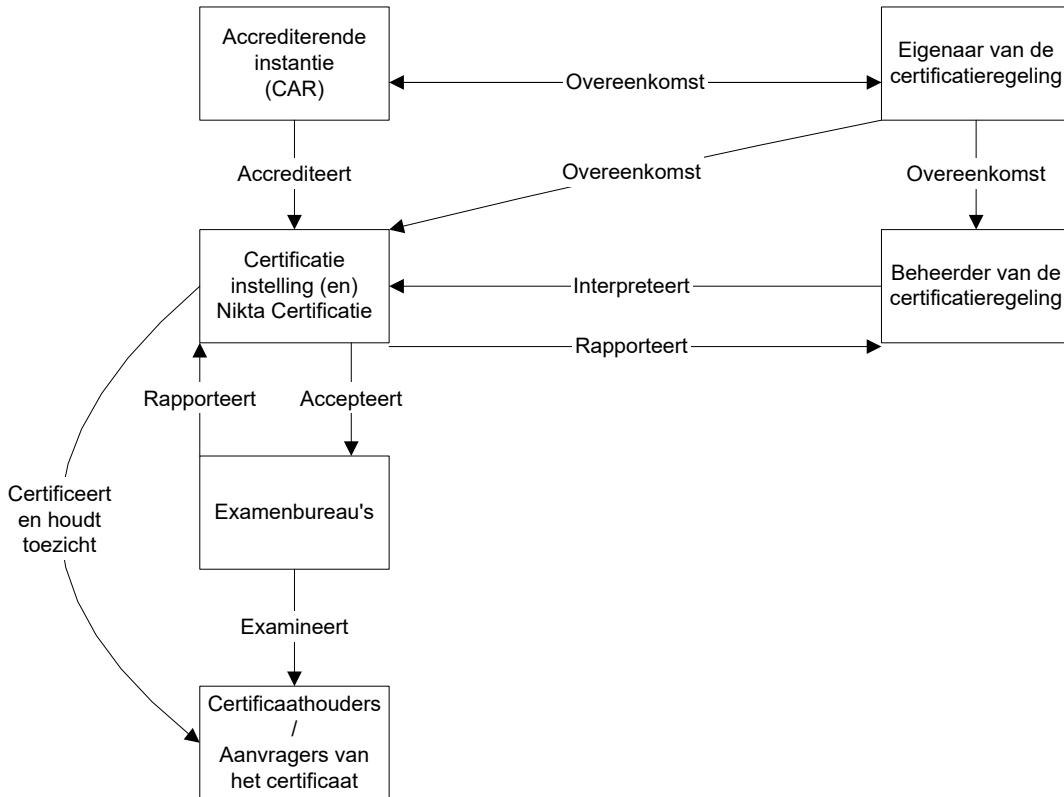 Accrediterende
instantie
(CAR)
Overeenkomst
Eigenaar van de
certificatieregeling
Accrediteert
Overeenkomst
Overeenkomst
Certificatie
instelling (en)
Nikta Certificatie
Interpreteert
Beheerder van de
certificatieregeling
Rapporteert
Rapporteert
Accepteert
Certificeert
en houdt
toezicht
Examenbureau's
Examineert
Certificaathouders
/
Aanvragers van
het certificaat